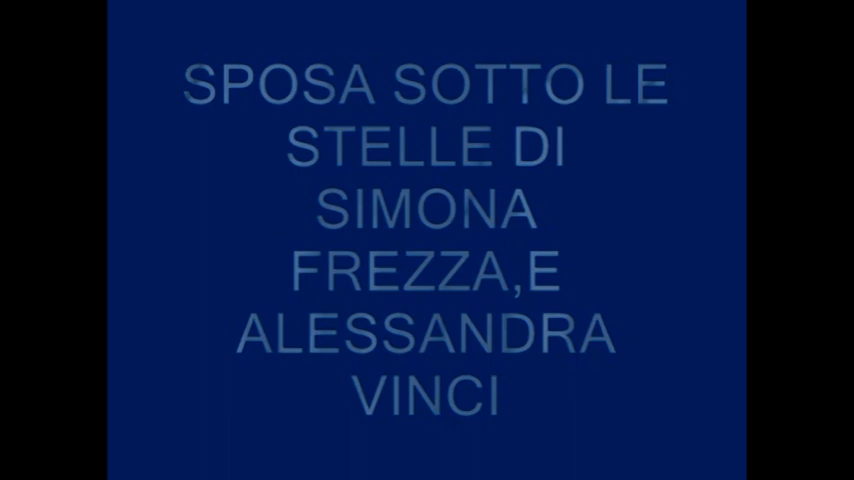 SPOSA SOTTO LE
STELLE DI
SIMONA
FREZZA,E
ALESSANDRA
VINCI